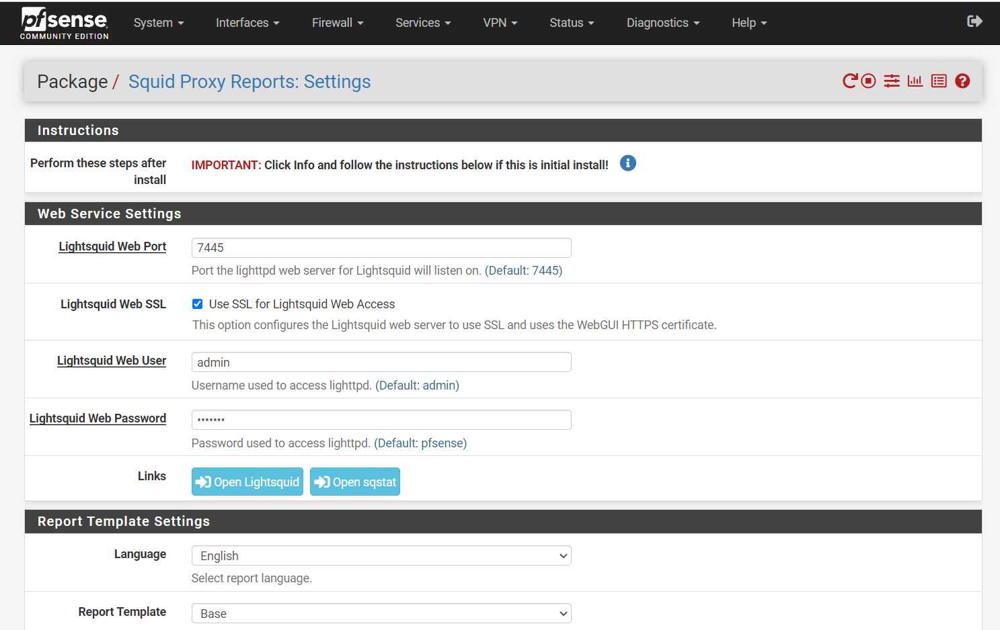 pfsense
COMMUNITY EDITION
System Interfaces Firewall Services VPN Status Diagnostics Help
Package / Squid Proxy Reports: Settings
Instructions
Perform these steps after install
IMPORTANT: Click Info and follow the instructions below if this is initial install!
Web Service Settings
Lightsquid Web Port
7445
Port the lighttpd web server for Lightsquid will listen on. (Default: 7445)
Lightsquid Web SSL
Use SSL for Lightsquid Web Access
This option configures the Lightsquid web server to use SSL and uses the WebGUI HTTPS certificate.
Lightsquid Web User
admin
Username used to access lighttpd. (Default: admin)
Lightsquid Web Password
•••••••
Password used to access lighttpd. (Default: pfsense)
Links
Open Lightsquid Open sqstat
Report Template Settings
Language
English
Select report language.
Report Template
Base